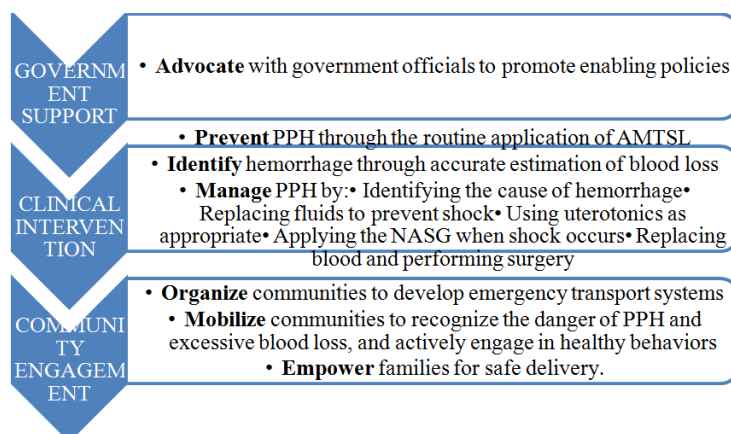 GOVERNM
ENT
SUPPORT
• Advocate with government officials to promote enabling policies
CLINICAL
INTERVEN
TION
• Prevent PPH through the routine application of AMTSL
• Identify hemorrhage through accurate estimation of blood loss
• Manage PPH by:• Identifying the cause of hemorrhage•
Replacing fluids to prevent shock• Using uterotonics as
appropriate• Applying the NASG when shock occurs• Replacing
blood and performing surgery
COMMUNI
TY
ENGAGEM
ENT
• Organize communities to develop emergency transport systems
• Mobilize communities to recognize the danger of PPH and
excessive blood loss, and actively engage in healthy behaviors
• Empower families for safe delivery.